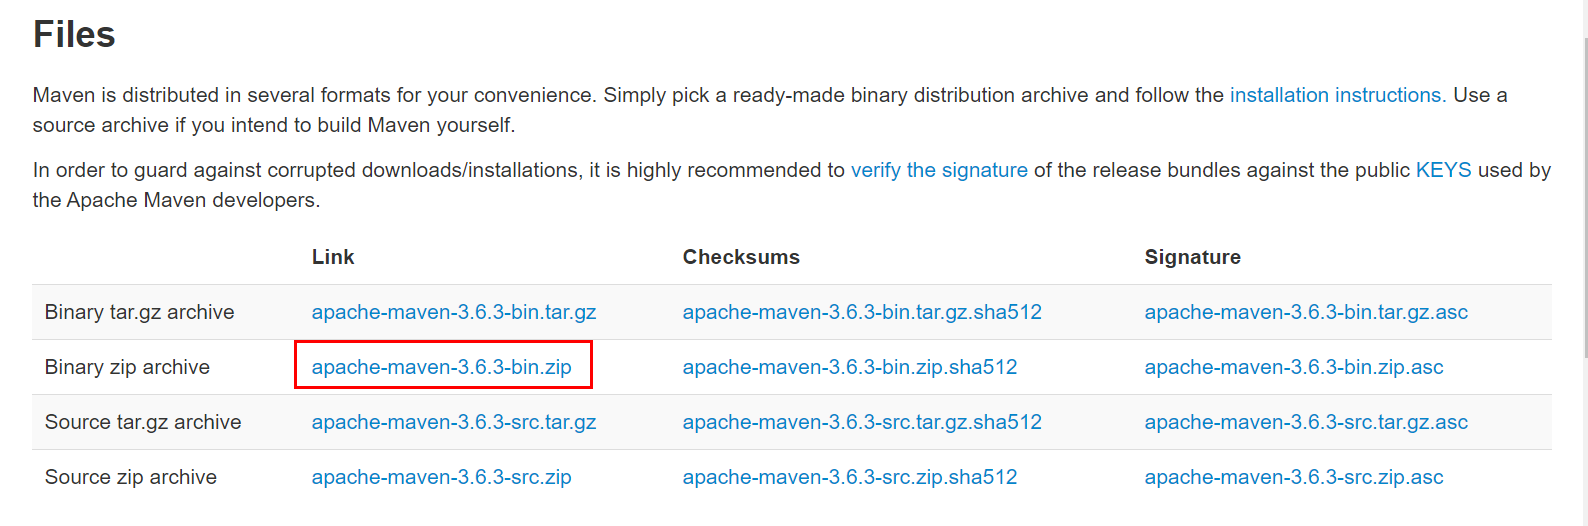 Files
Maven is distributed in several formats for your convenience. Simply pick a ready-made binary distribution archive and follow the installation instructions. Use a
source archive if you intend to build Maven yourself.
In order to guard against corrupted downloads/installations, it is highly recommended to verify the signature of the release bundles against the public KEYS used by
the Apache Maven developers.
Link Checksums Signature
Binary tar.gz archive apache-maven-3.6.3-bin.tar.gz apache-maven-3.6.3-bin.tar.gz.sha512 apache-maven-3.6.3-bin.tar.gz.asc
Binary zip archive apache-maven-3.6.3-bin.zip apache-maven-3.6.3-bin.zip.sha512 apache-maven-3.6.3-bin.zip.asc
Source tar.gz archive apache-maven-3.6.3-src.tar.gz apache-maven-3.6.3-src.tar.gz.sha512 apache-maven-3.6.3-src.tar.gz.asc
Source zip archive apache-maven-3.6.3-src.zip apache-maven-3.6.3-src.zip.sha512 apache-maven-3.6.3-src.zip.asc